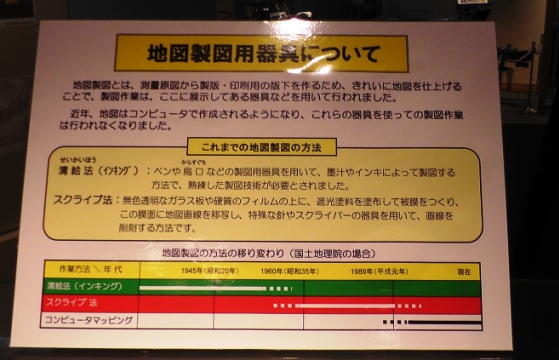 地図製図用器具について
地図製図とは、測量原図から製版・印刷用の版下を作るため、きれいに地図を仕上げる
ことで、製図作業は、ここに展示してある器具などを用いて行われました。
近年、地図はコンピュータで作成されるようになり、これらの器具を使っての製図作業
は行われなくなりました。
これまでの地図製図の方法
せいかいほう
清絵法(インキング):ペンや烏口などの製図用器具を用いて、墨汁やインキによって製図する
からすぐち
方法で、熟練した製図技術が必要とされました。
スクライブ法:無色透明なガラス板や硬質のフィルムの上に、遮光塗料を塗布して被膜をつくり、
この膜面に地図画線を移写し、特殊な針やスクライバーの器具を用いて、画線を
削刻する方法です。
地図製図の方法の移り変わり(国土地理院の場合)
作業方法\年代 1945年(昭和20年) 1960年(昭和35年) 1989年(平成元年) 現在
清絵法(インキング)
スクライブ法
コンピュータマッピング